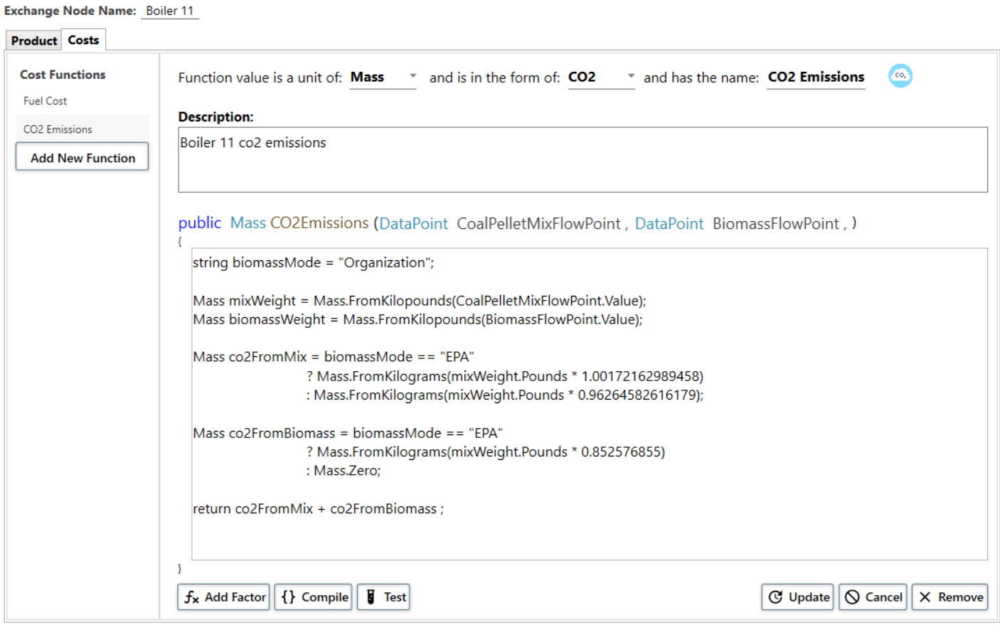 Exchange Node Name: Boiler 11
Product Costs
Cost Functions
Fuel Cost
CO2 Emissions
Add New Function
Function value is a unit of: Mass and is in the form of: CO2 and has the name: CO2 Emissions
CO₂
Description:
Boiler 11 co2 emissions
public Mass CO2Emissions (DataPoint CoalPelletMixFlowPoint , DataPoint BiomassFlowPoint , )
{
string biomassMode = "Organization";
Mass mixWeight = Mass.FromKilopounds(CoalPelletMixFlowPoint.Value);
Mass biomassWeight = Mass.FromKilopounds(BiomassFlowPoint.Value);
Mass co2FromMix = biomassMode == "EPA"
? Mass.FromKilograms(mixWeight.Pounds * 1.00172162989458)
: Mass.FromKilograms(mixWeight.Pounds * 0.96264582616179);
Mass co2FromBiomass = biomassMode == "EPA"
? Mass.FromKilograms(mixWeight.Pounds * 0.852576855)
: Mass.Zero;
return co2FromMix + co2FromBiomass ;
}
fx Add Factor {} Compile Test Update Cancel Remove